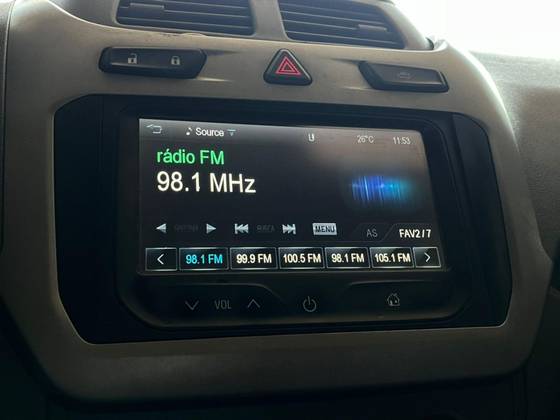 Source
26°C
11:53
rádio FM
98.1 MHz
BUSCA
MENU
AS
FAV2/7
98.1 FM
99.9 FM
100.5 FM
98.1 FM
105.1 FM
VOL